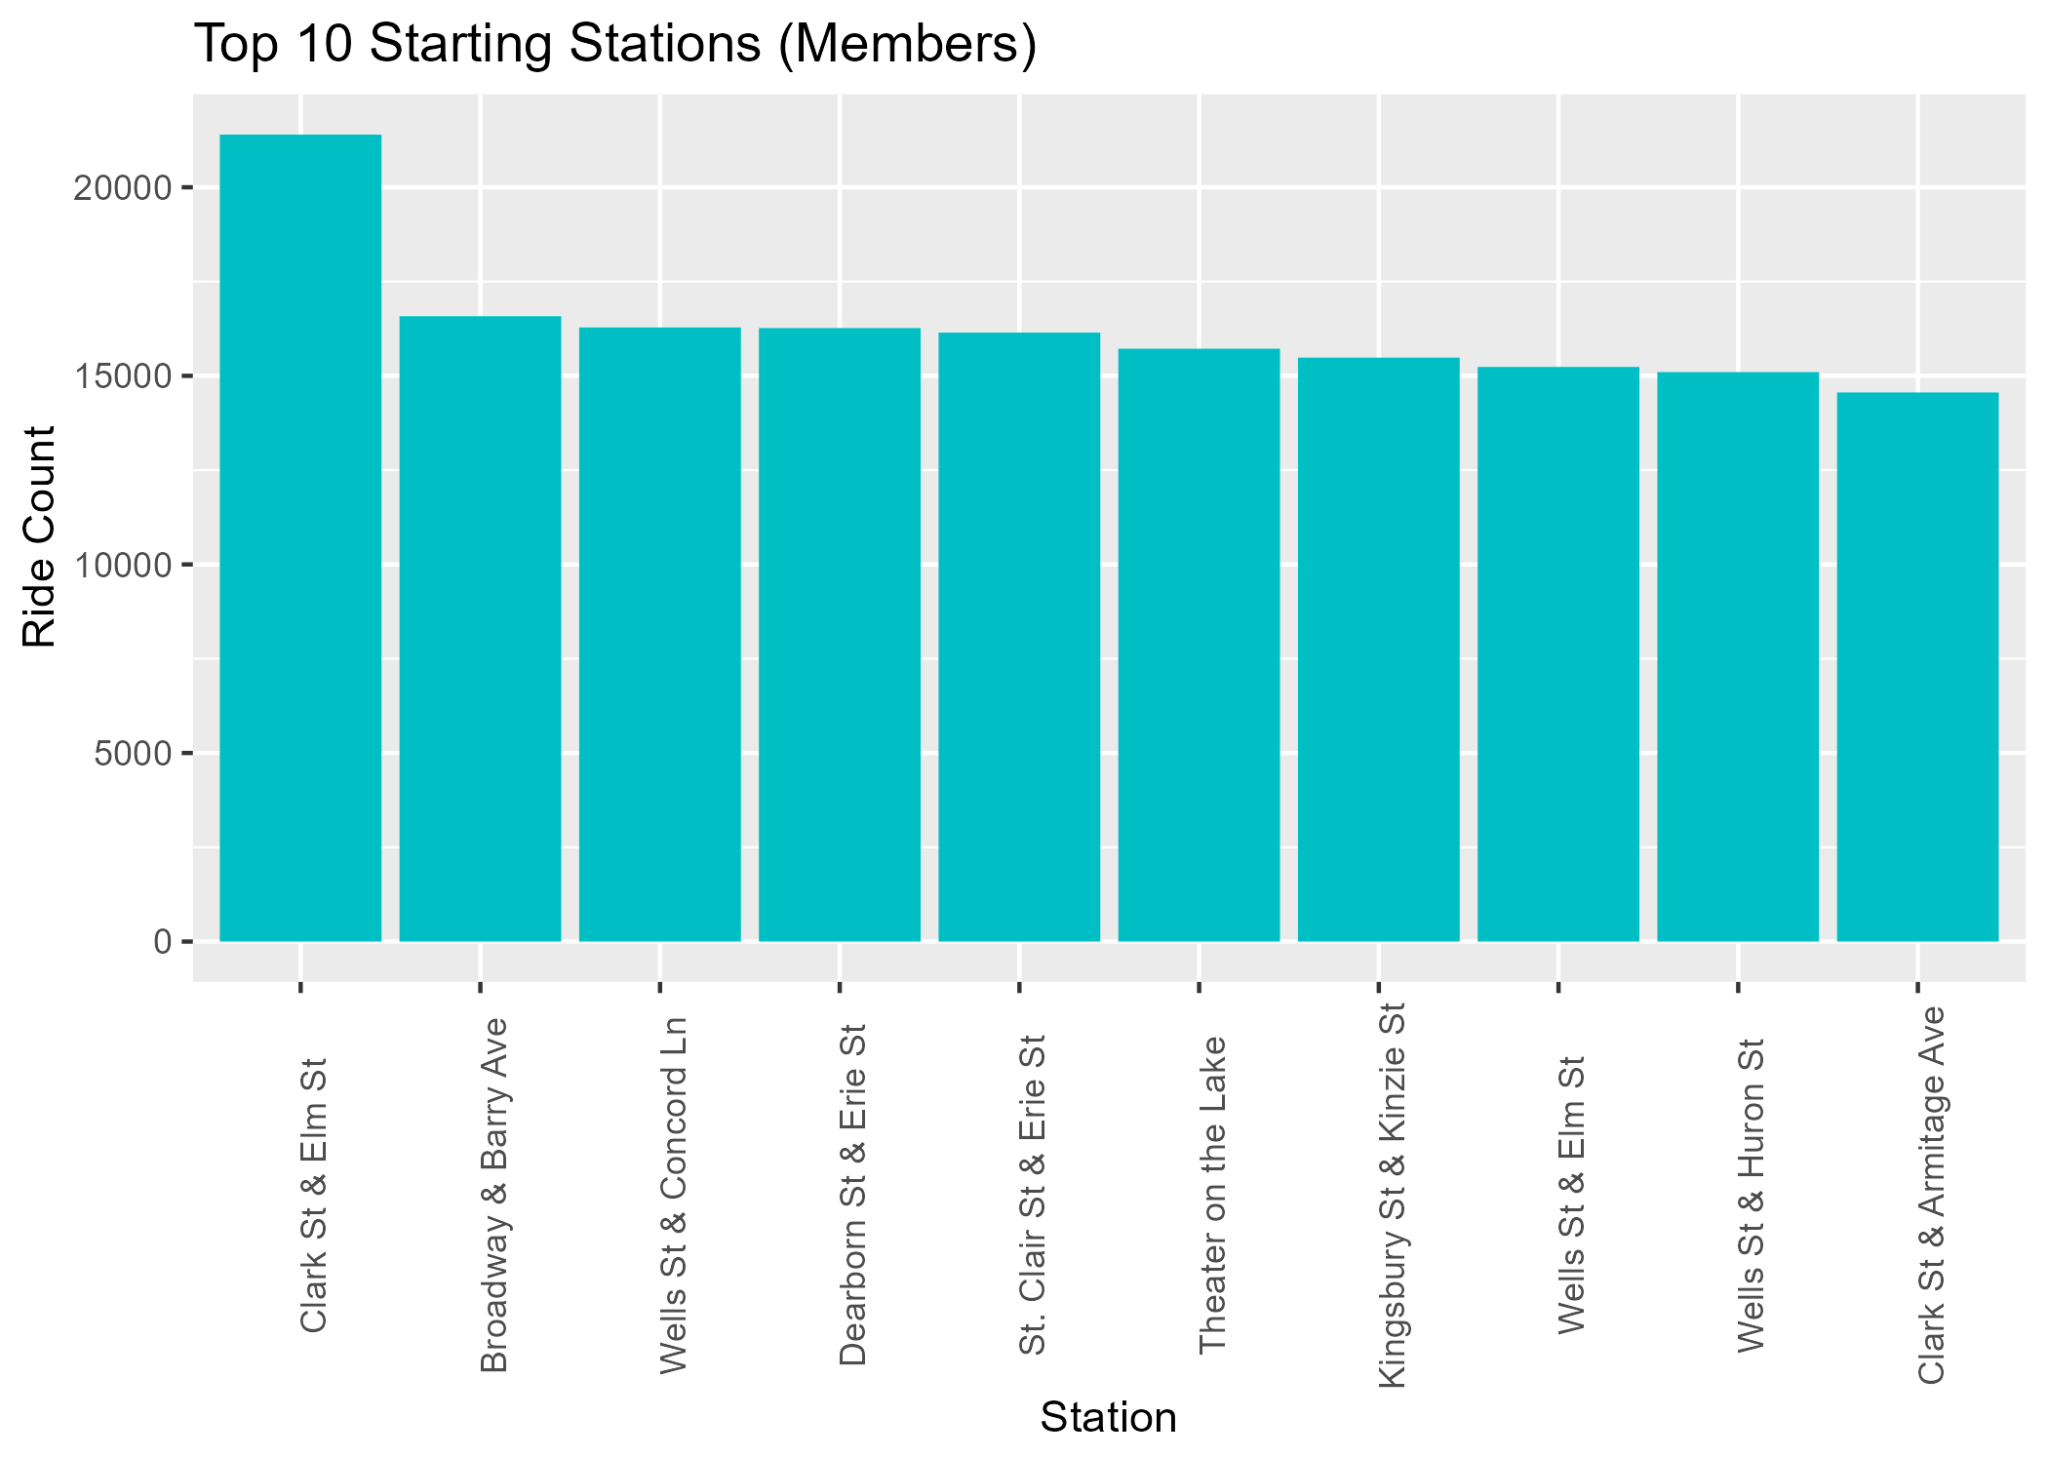 Top 10 Starting Stations (Members)
Ride Count
20000
15000
10000
5000
0
Clark St & Elm St
Broadway & Barry Ave
Wells St & Concord Ln
Dearborn St & Erie St
St. Clair St & Erie St
Theater on the Lake
Kingsbury St & Kinzie St
Wells St & Elm St
Wells St & Huron St
Clark St & Armitage Ave
Station